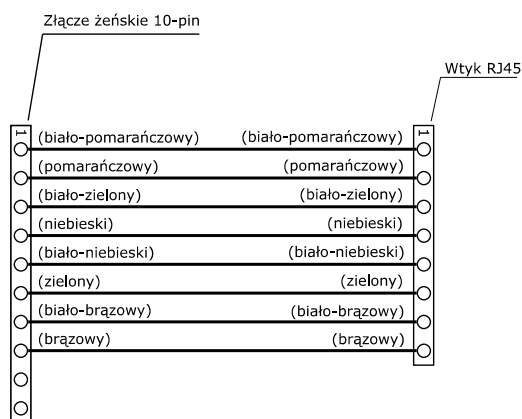 Złącze żeńskie 10-pin
Wtyk RJ45
1 1
(biało-pomarańczowy) (biało-pomarańczowy)
(pomarańczowy) (pomarańczowy)
(biało-zielony) (biało-zielony)
(niebieski) (niebieski)
(biało-niebieski) (biało-niebieski)
(zielony) (zielony)
(biało-brązowy) (biało-brązowy)
(brązowy) (brązowy)